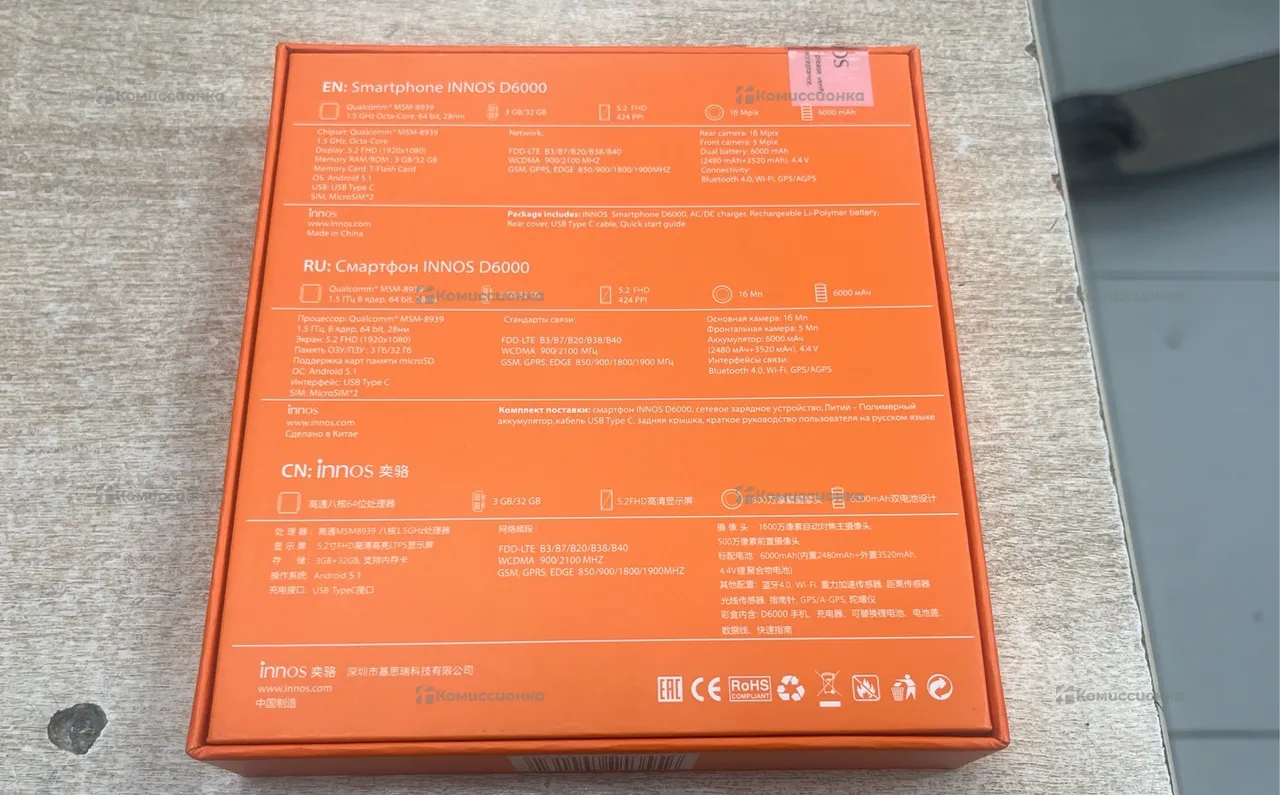 EN: Smartphone INNOS D6000
Qualcomm® MSM-8939
1.5 GHz Octa-Core, 64 bit, 28nm
3 GB/32 GB
5.2 FHD
424 PPI
16 Mpix
6000 mAh
Chipset: Qualcomm® MSM-8939
1.5 GHz, Octa-Core
Display: 5.2 FHD (1920x1080)
Memory RAM/ROM: 3 GB/32 GB
Memory Card: T-Flash Card
OS: Android 5.1
USB: USB Type C
SIM: MicroSIM*2
Network:
FDD-LTE B3/B7/B20/B38/B40
WCDMA 900/2100 MHZ
GSM, GPRS, EDGE 850/900/1800/1900MHZ
Rear camera: 16 Mpix
Front camera: 5 Mpix
Dual battery: 6000 mAh
(2480 mAh+3520 mAh), 4.4 V
Connectivity:
Bluetooth 4.0, Wi-Fi, GPS/AGPS
innos
www.innos.com
Made in China
Package includes: INNOS Smartphone D6000, AC/DC charger, Rechargeable Li-Polymer battery,
Rear cover, USB Type C cable, Quick start guide
RU: Смартфон INNOS D6000
Qualcomm® MSM-8939
1.5 ГГц 8 ядер, 64 bit, 28нм
5.2 FHD
424 PPI
16 Мп
6000 мАч
Процессор: Qualcomm® MSM-8939
1.5 ГГц, 8 ядер, 64 bit, 28нм
Экран: 5.2 FHD (1920x1080)
Память ОЗУ/ПЗУ : 3 Гб/32 Гб
Поддержка карт памяти microSD
ОС: Android 5.1
Интерфейс: USB Type C
SIM: MicroSIM*2
Стандарты связи:
FDD-LTE B3/B7/B20/B38/B40
WCDMA 900/2100 МГц
GSM, GPRS, EDGE 850/900/1800/1900 МГц
Основная камера: 16 Мп
Фронтальная камера: 5 Мп
Аккумулятор: 6000 мАч
(2480 мАч+3520 мАч), 4.4 V
Интерфейсы связи:
Bluetooth 4.0, Wi-Fi, GPS/AGPS
innos
www.innos.com
Сделано в Китае
Комплект поставки: смартфон INNOS D6000, сетевое зарядное устройство, Литий - Полимерный
аккумулятор, кабель USB Type C, задняя крышка, краткое руководство пользователя на русском языке
CN: innos 奕骆
高通八核64位处理器
3 GB/32 GB
5.2FHD高清显示屏
6000mAh双电池设计
处 理 器： 高通MSM8939 八核1.5GHz处理器
显 示 屏： 5.2寸FHD高清高亮LTPS显示屏
存 储： 3GB+32GB, 支持内存卡
操作系统: Android 5.1
充电接口: USB TypeC接口
网络频段：
FDD-LTE B3/B7/B20/B38/B40
WCDMA 900/2100 MHZ
GSM, GPRS, EDGE 850/900/1800/1900MHZ
摄 像 头 1600万像素自动对焦主摄像头,
500万像素前置摄像头
标配电池: 6000mAh(内置2480mAh+外置3520mAh,
4.4V锂聚合物电池)
其他配置: 蓝牙4.0, Wi-Fi, 重力加速传感器, 距离传感器
光线传感器, 指南针, GPS/A-GPS, 陀螺仪
彩盒内含: D6000 手机、充电器、可替换锂电池、电池盖、
数据线、快速指南
innos 奕骆 深圳市基思瑞科技有限公司
www.innos.com
中国制造
EAC CE RoHS
COMPLIANT
Комиссионка
Комиссионка
Комиссионка
Комиссионка
Комиссионка
Комиссионка
Комиссионка
Комиссионка